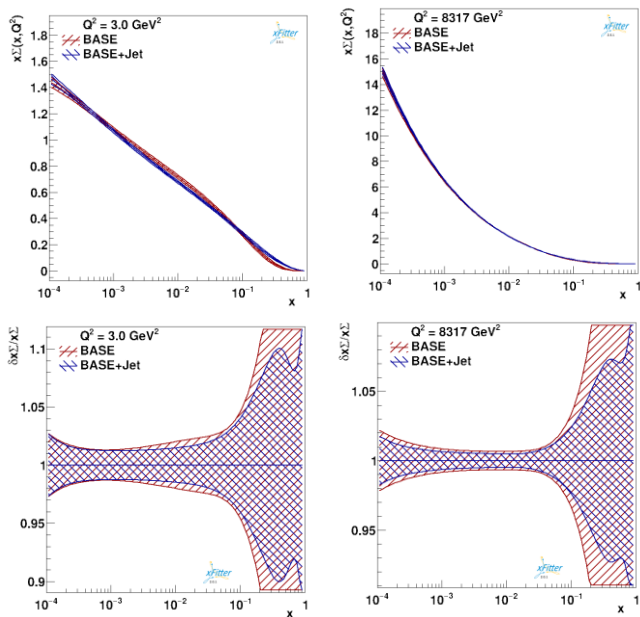 Q² = 3.0 GeV²
BASE
BASE+Jet
xFitter
xΣ(x,Q²)
1.8
1.6
1.4
1.2
1
0.8
0.6
0.4
0.2
0
10⁻⁴ 10⁻³ 10⁻² 10⁻¹ 1
x
Q² = 8317 GeV²
BASE
BASE+Jet
xFitter
xΣ(x,Q²)
20
18
16
14
12
10
8
6
4
2
0
10⁻⁴ 10⁻³ 10⁻² 10⁻¹ 1
x
Q² = 3.0 GeV²
BASE
BASE+Jet
δxΣ/xΣ
1.1
1.05
1
0.95
0.9
xFitter
10⁻⁴ 10⁻³ 10⁻² 10⁻¹ 1
x
Q² = 8317 GeV²
BASE
BASE+Jet
δxΣ/xΣ
1.05
1
0.95
xFitter
10⁻⁴ 10⁻³ 10⁻² 10⁻¹ 1
x